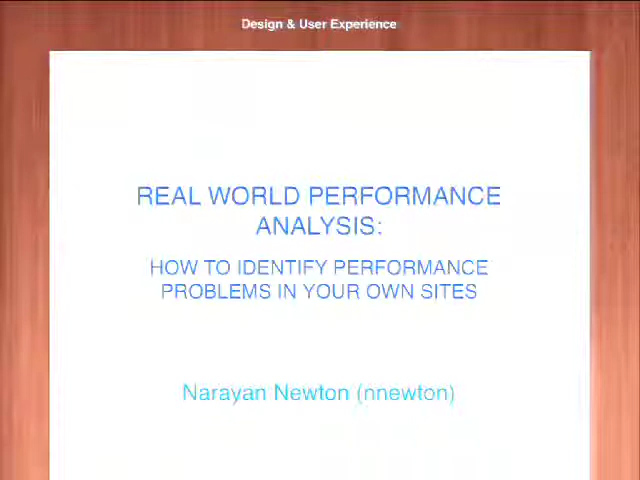 Design & User Experience
REAL WORLD PERFORMANCE
ANALYSIS:
HOW TO IDENTIFY PERFORMANCE
PROBLEMS IN YOUR OWN SITES
Narayan Newton (nnewton)